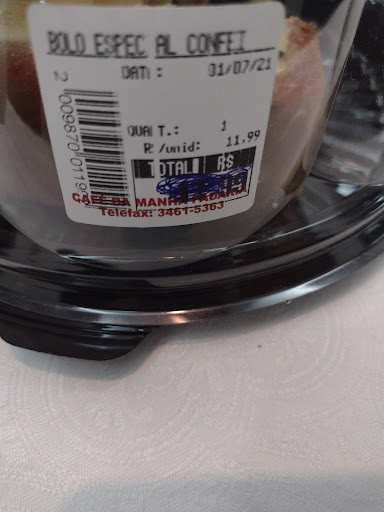 BOLO ESPEC AL CONFEI
DATA: 01/07/21
QUANT.: 1
R$/unid: 11.99
TOTAL R$
CAFÉ DA MANHÃ PADARIA
Telefax: 3461-5363